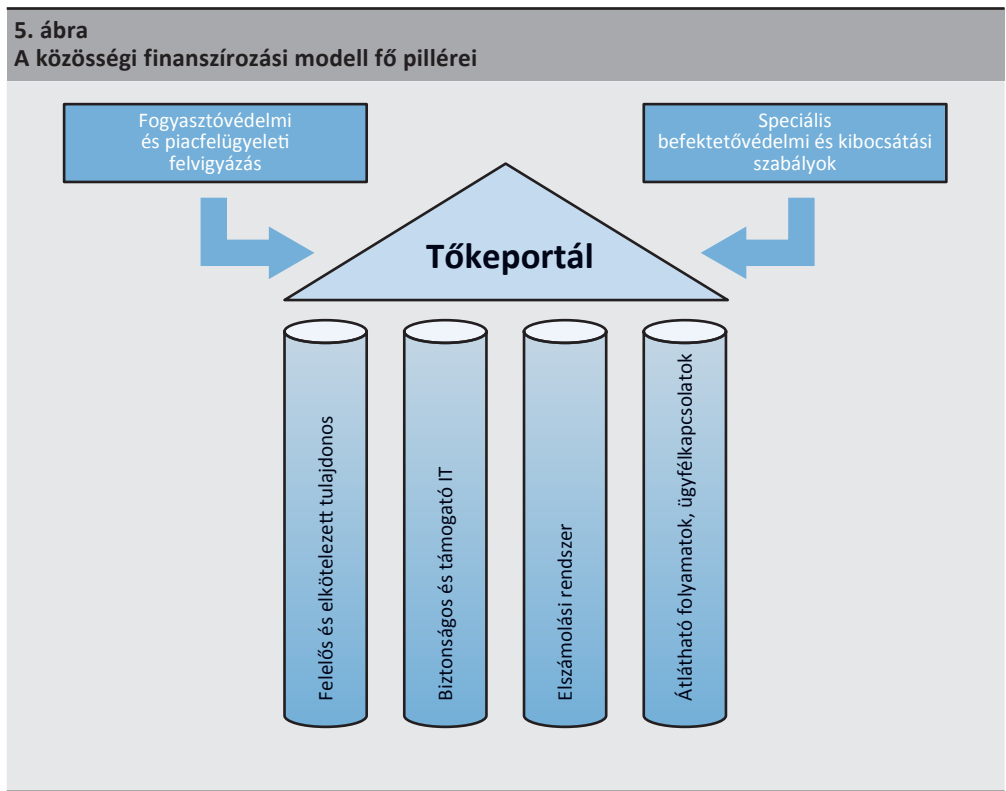 5. ábra
A közösségi finanszírozási modell fő pillérei
Fogyasztóvédelmi
és piacfelügyeleti
felvigyázás
Speciális
befektetővédelmi és kibocsátási
szabályok
Tőkeportál
Felelős és elkötelezett tulajdonos
Biztonságos és támogató IT
Elszámolási rendszer
Átlátható folyamatok, ügyfélkapcsolatok